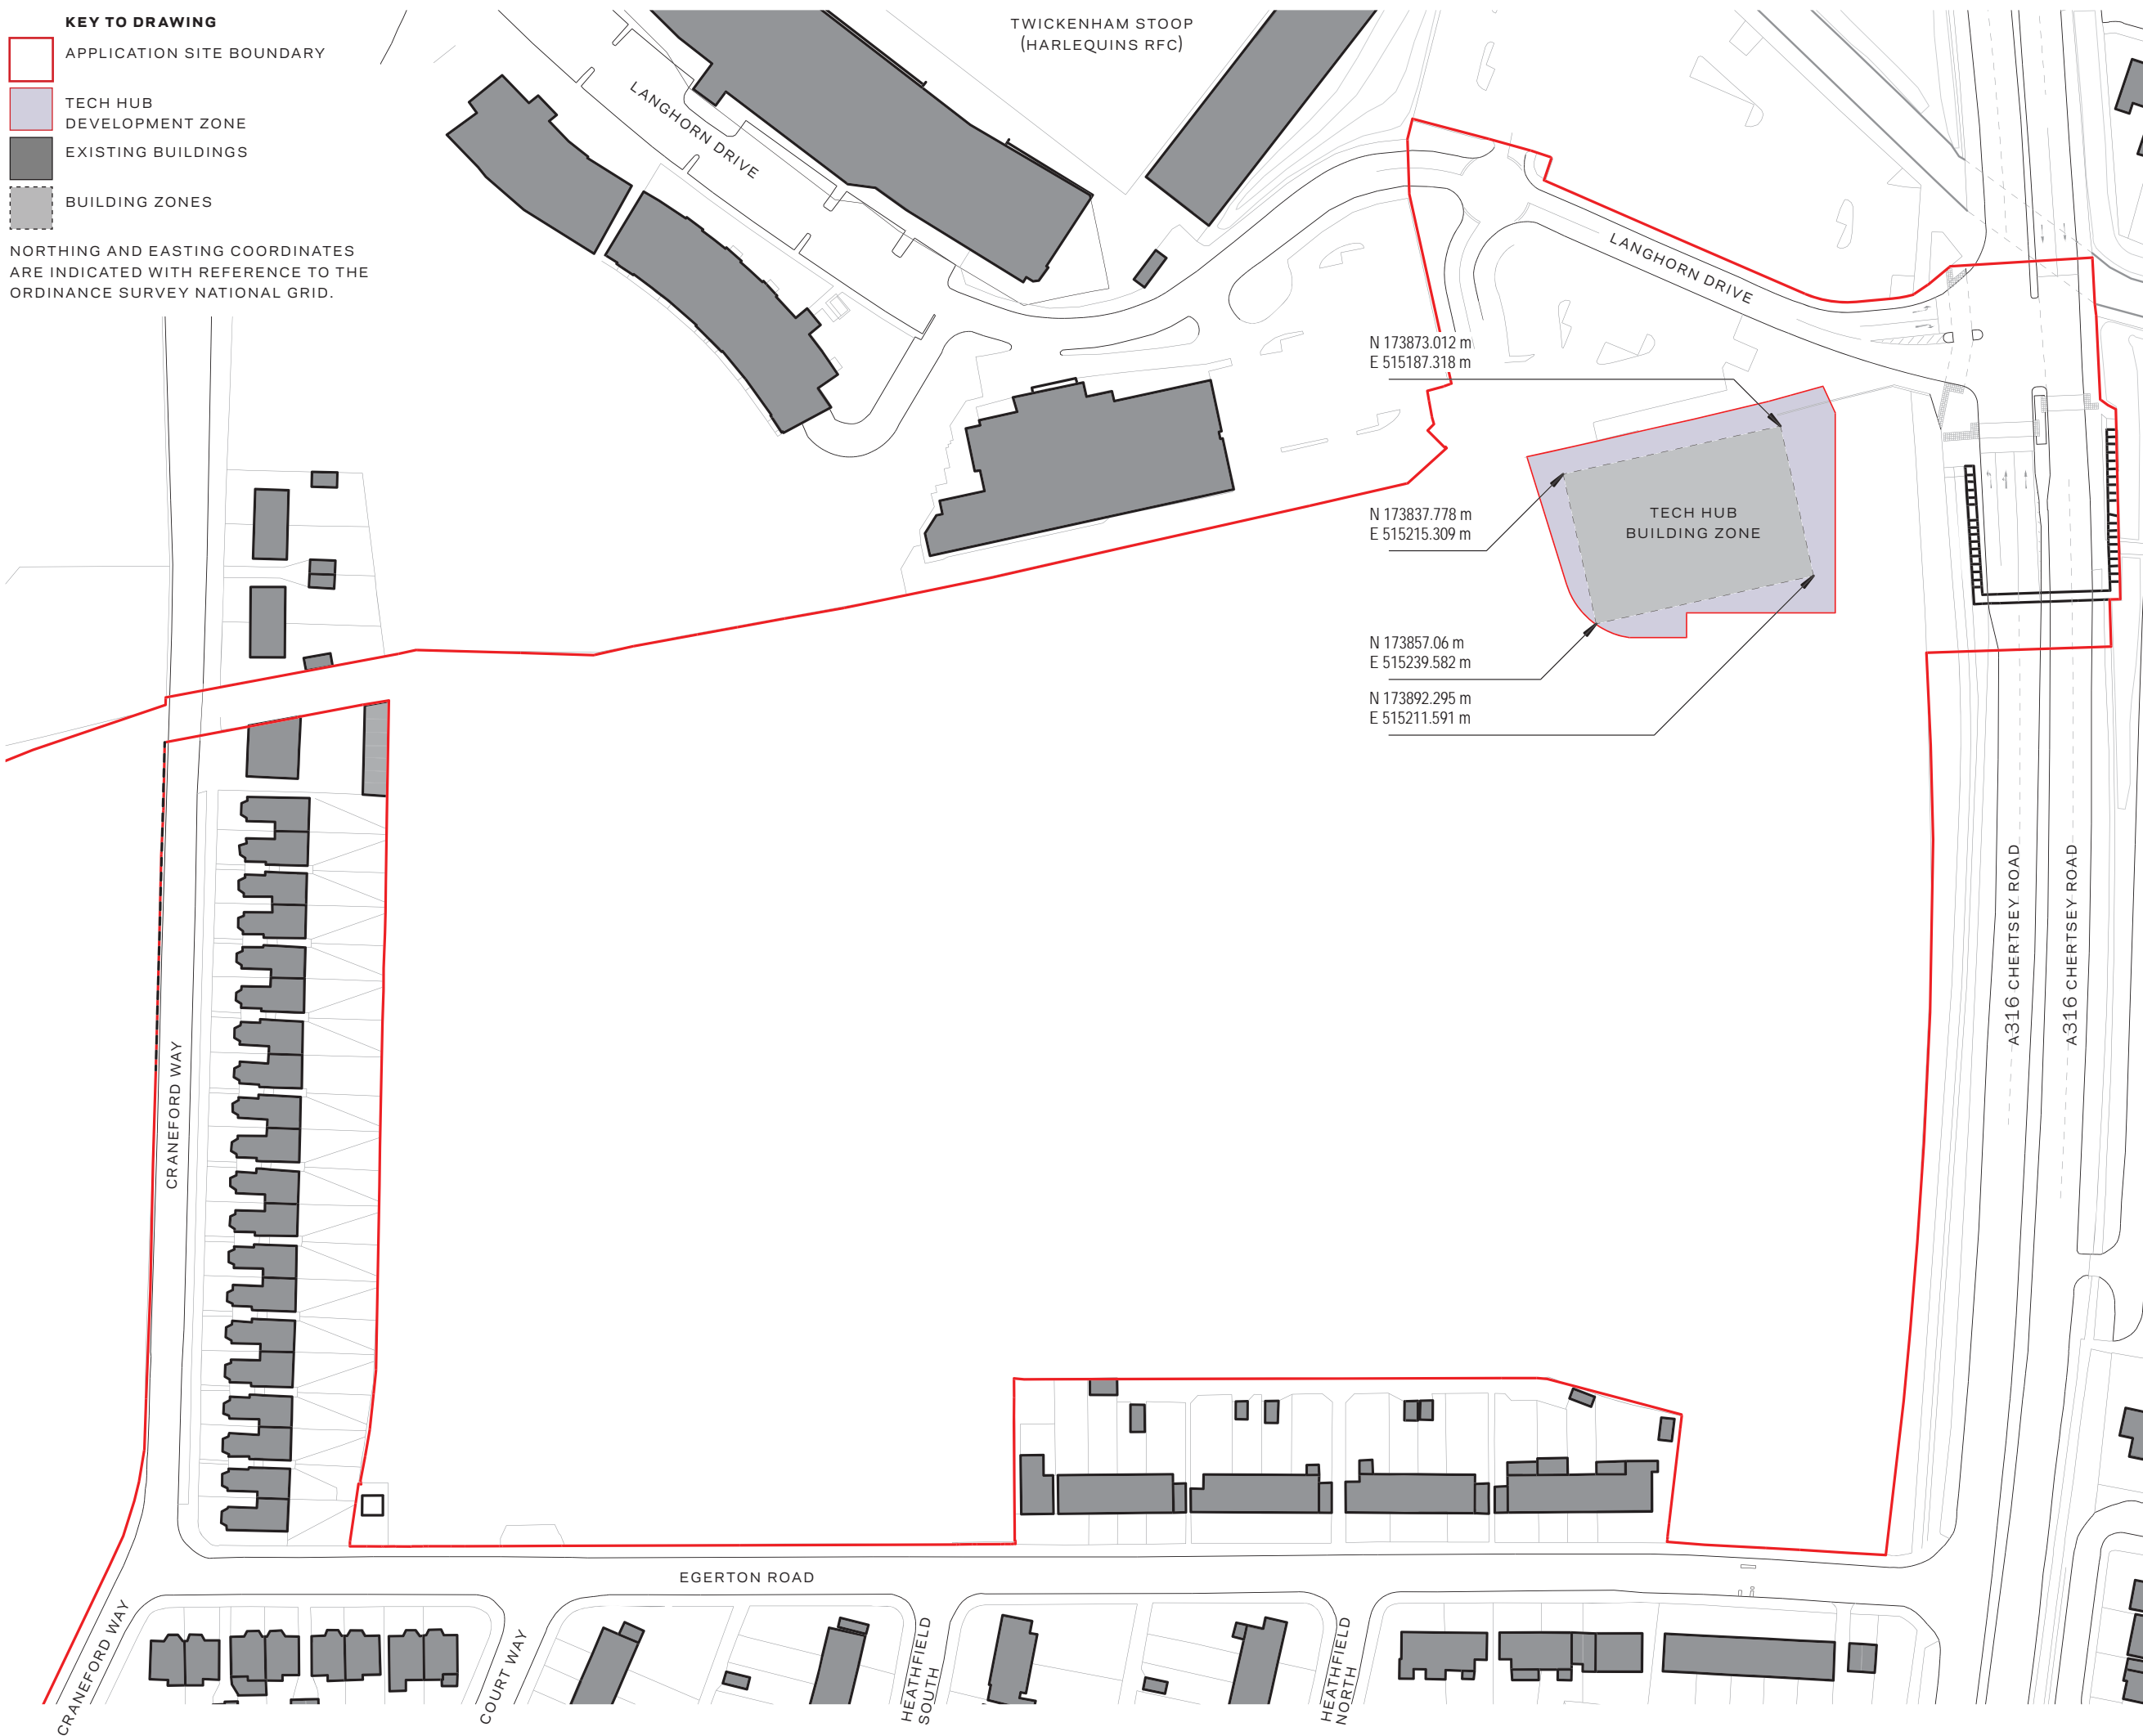 KEY TO DRAWING
APPLICATION SITE BOUNDARY
TECH HUB
DEVELOPMENT ZONE
EXISTING BUILDINGS
BUILDING ZONES
NORTHING AND EASTING COORDINATES
ARE INDICATED WITH REFERENCE TO THE
ORDINANCE SURVEY NATIONAL GRID.
TWICKENHAM STOOP
(HARLEQUINS RFC)
LANGHORN DRIVE
LANGHORN DRIVE
N 173873.012 m
E 515187.318 m
N 173837.778 m
E 515215.309 m
TECH HUB
BUILDING ZONE
N 173857.06 m
E 515239.582 m
N 173892.295 m
E 515211.591 m
A316 CHERTSEY ROAD
A316 CHERTSEY ROAD
CRANEFORD WAY
EGERTON ROAD
CRANEFORD WAY
COURT WAY
HEATHFIELD
SOUTH
HEATHFIELD
NORTH